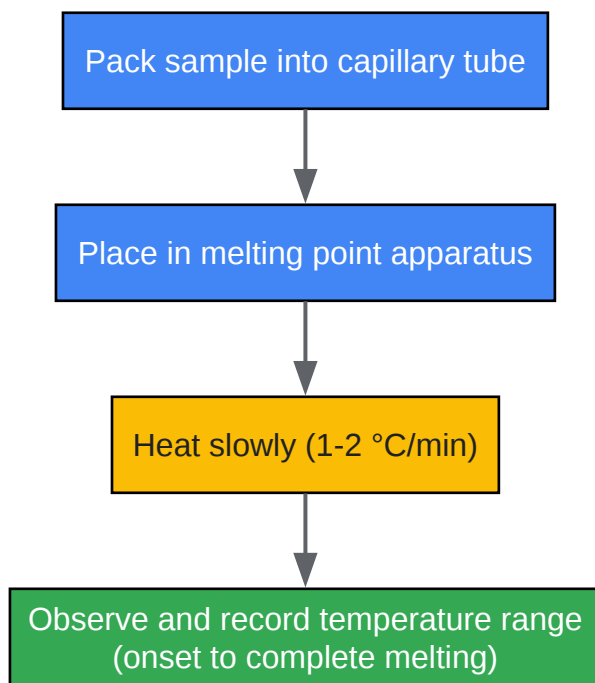 Pack sample into capillary tube
Place in melting point apparatus
Heat slowly (1-2 °C/min)
Observe and record temperature range
(onset to complete melting)